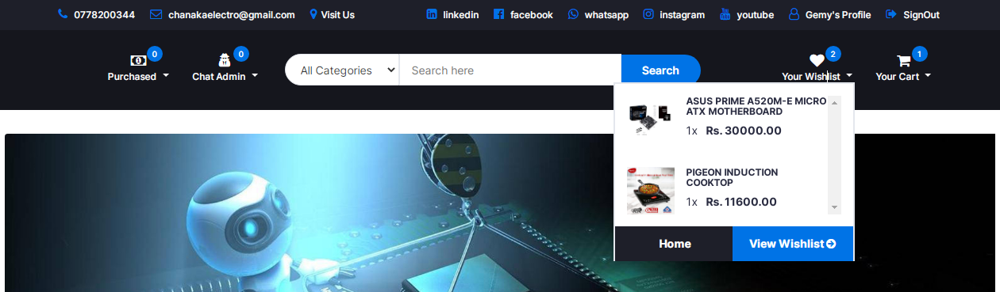 0778200344 chanakaelectro@gmail.com Visit Us linkedin facebook whatsapp instagram youtube Gemy's Profile SignOut
0 0 2 1
Purchased Chat Admin All Categories Search here Search Your Wishlist Your Cart
ASUS PRIME A520M-E MICRO
ATX MOTHERBOARD
1x Rs. 30000.00
PIGEON INDUCTION
COOKTOP
1x Rs. 11600.00
Home View Wishlist